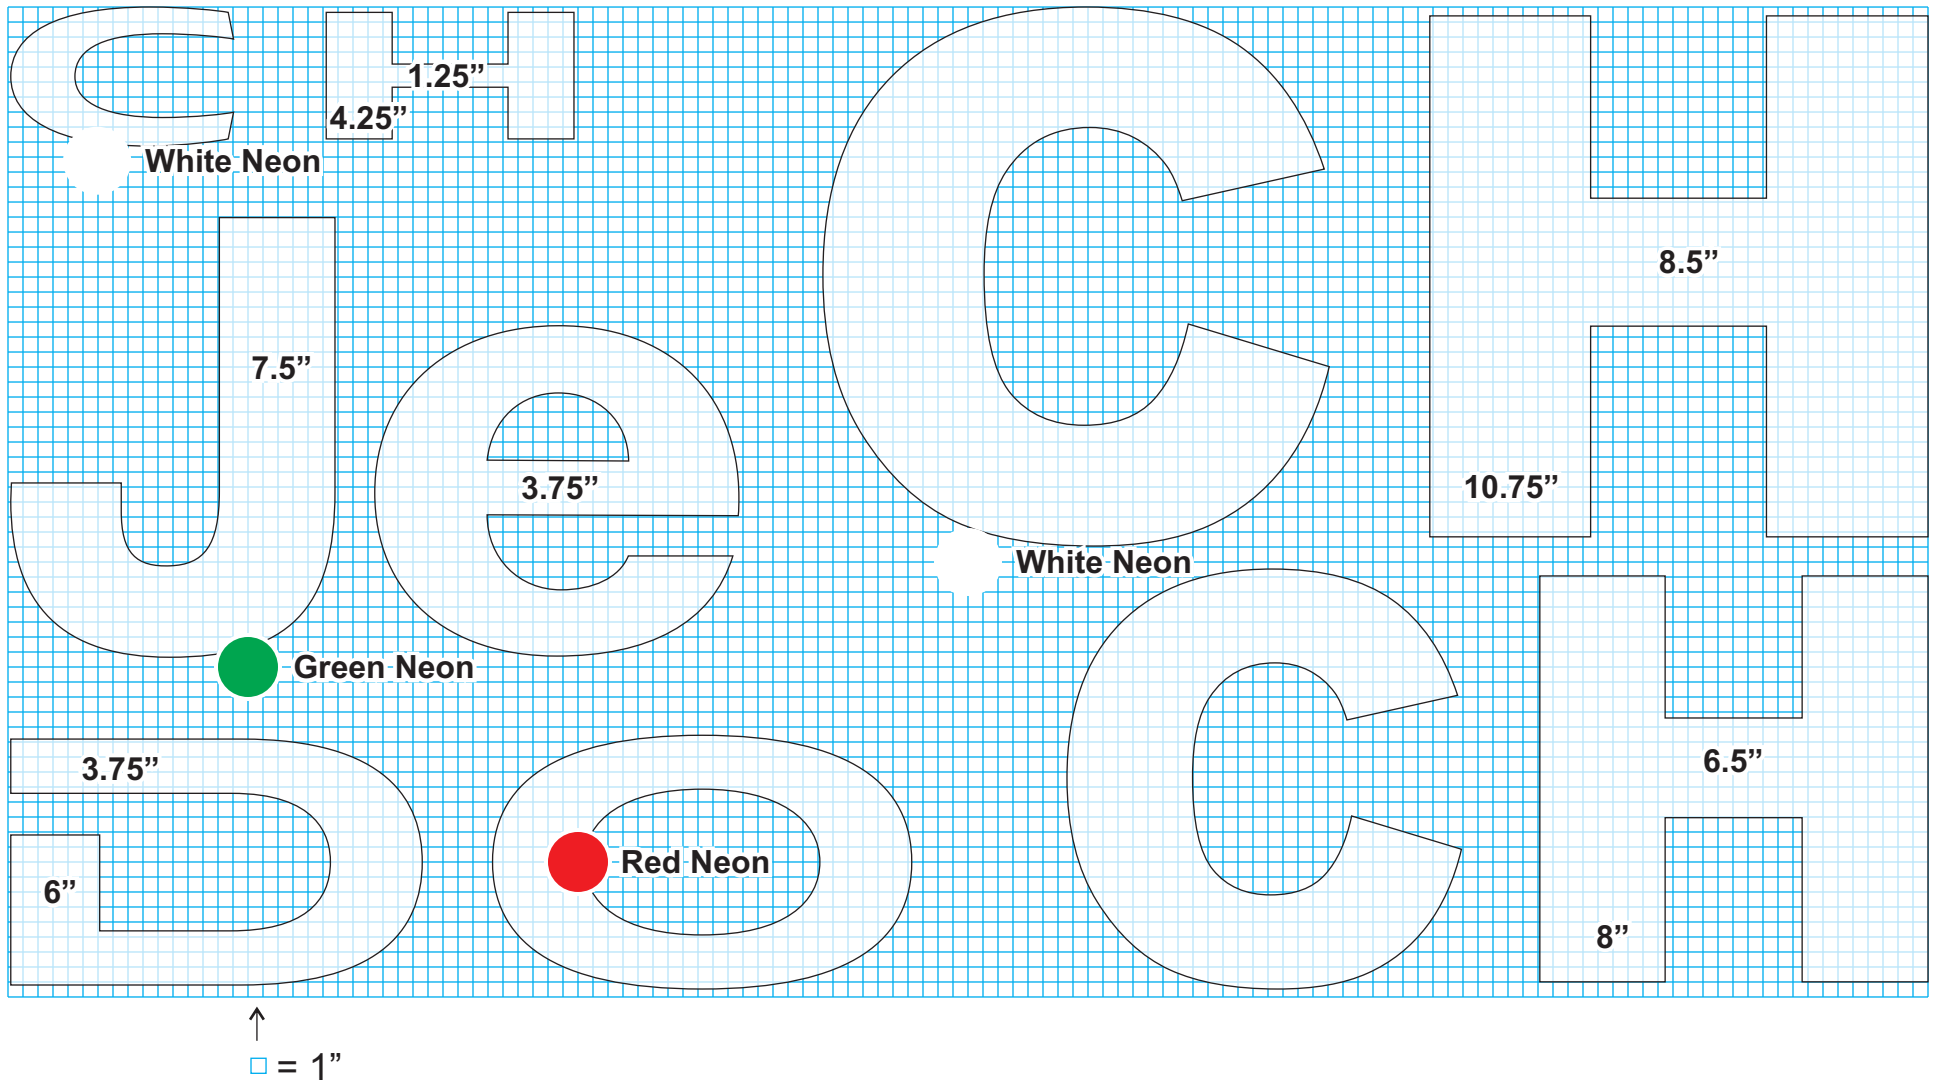 C H
1.25”
4.25”
White Neon
J e
7.5”
3.75”
Green Neon
C H
8.5”
10.75”
White Neon
J o
3.75”
6”
Red Neon
C H
6.5”
8”
= 1”